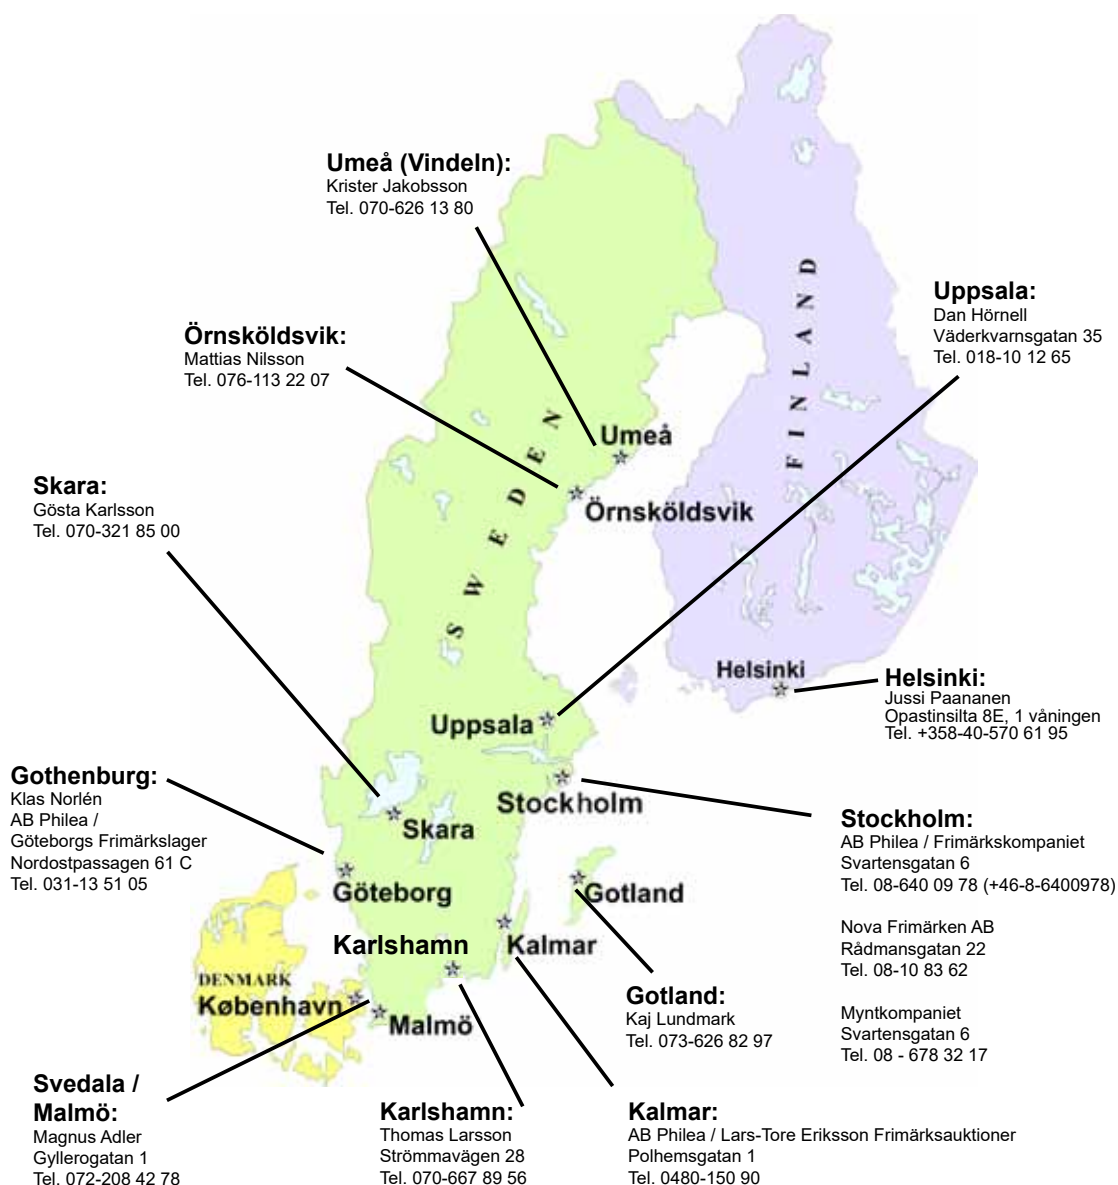 Umeå (Vindeln):
Krister Jakobsson
Tel. 070-626 13 80
Uppsala:
Dan Hörnell
Väderkvarnsgatan 35
Tel. 018-10 12 65
Örnsköldsvik:
Mattias Nilsson
Tel. 076-113 22 07
FINLAND
SWEDEN
Umeå
Örnsköldsvik
Skara:
Gösta Karlsson
Tel. 070-321 85 00
Helsinki
Helsinki:
Jussi Paananen
Opastinsilta 8E, 1 våningen
Tel. +358-40-570 61 95
Uppsala
Stockholm
Gothenburg:
Klas Norlén
AB Philea /
Göteborgs Frimärkslager
Nordostpassagen 61 C
Tel. 031-13 51 05
Skara
Göteborg
Gotland
Karlshamn
Kalmar
DENMARK
København
Malmö
Stockholm:
AB Philea / Frimärkskompaniet
Svartensgatan 6
Tel. 08-640 09 78 (+46-8-6400978)
Nova Frimärken AB
Rådmansgatan 22
Tel. 08-10 83 62
Myntkompaniet
Svartensgatan 6
Tel. 08 - 678 32 17
Gotland:
Kaj Lundmark
Tel. 073-626 82 97
Svedala /
Malmö:
Magnus Adler
Gyllerogatan 1
Tel. 072-208 42 78
Karlshamn:
Thomas Larsson
Strömmavägen 28
Tel. 070-667 89 56
Kalmar:
AB Philea / Lars-Tore Eriksson Frimärksauktioner
Polhemsgatan 1
Tel. 0480-150 90